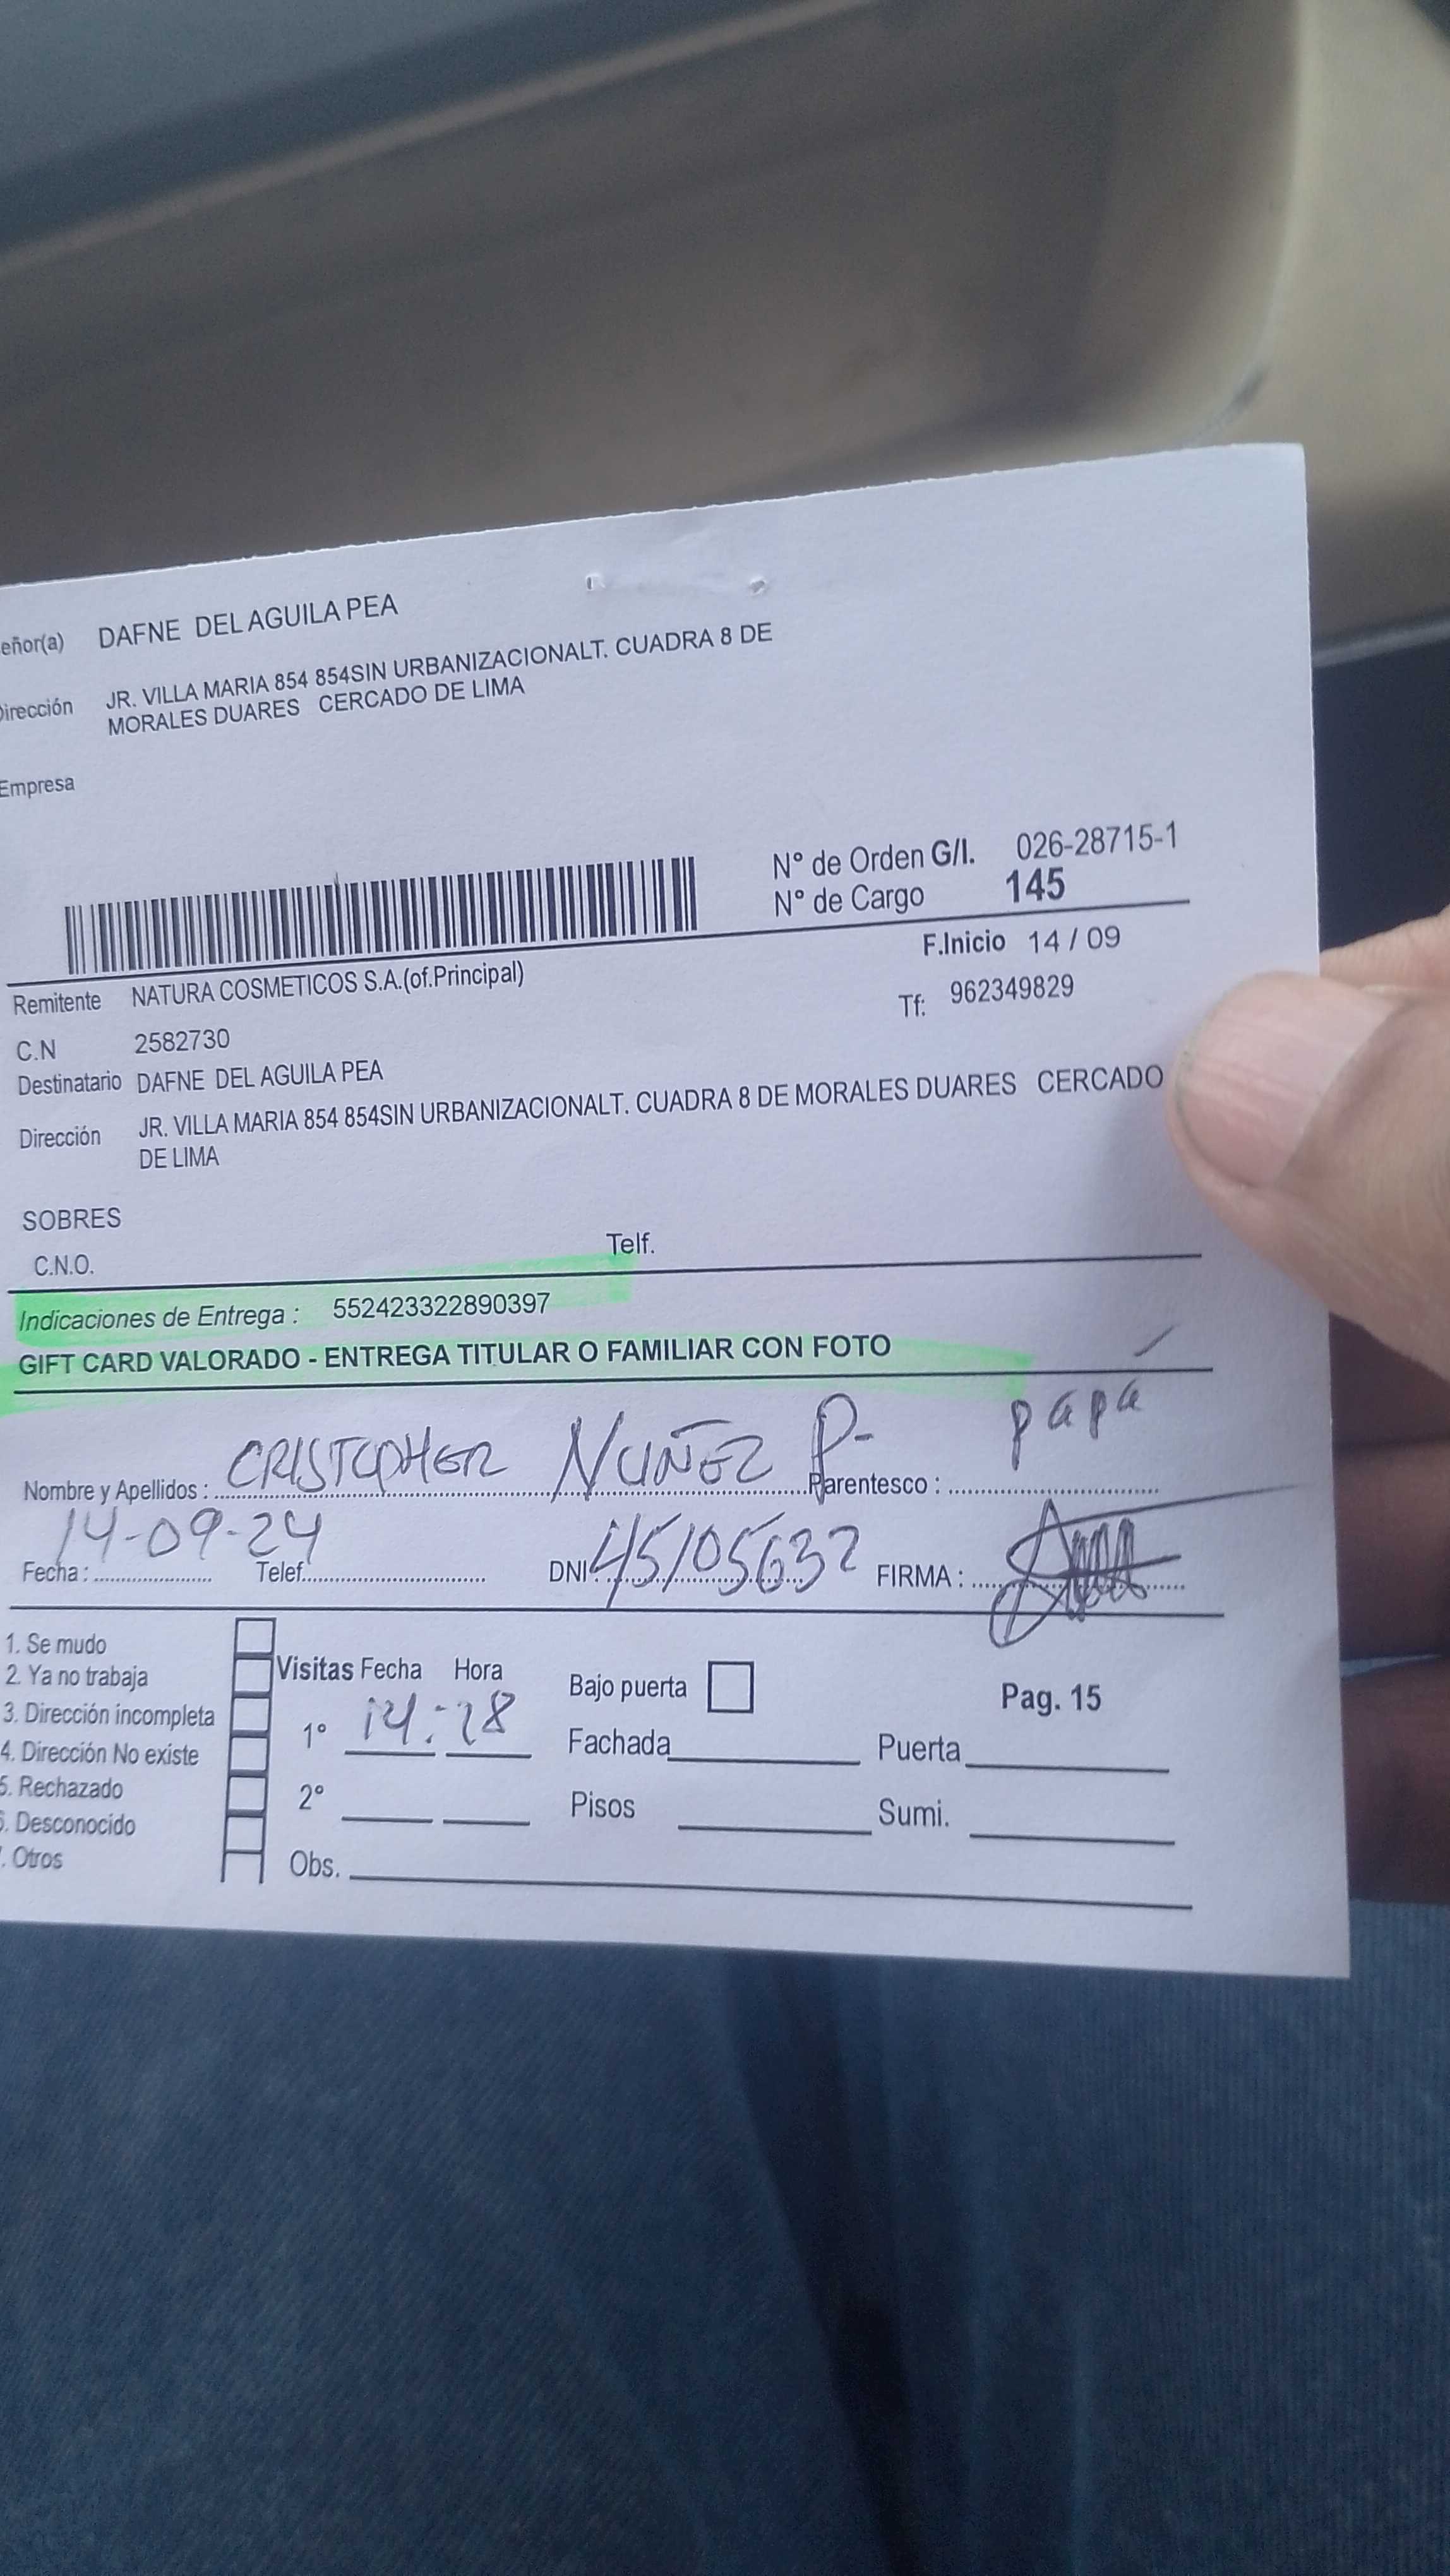 eñor(a) DAFNE DEL AGUILA PEA
Dirección JR. VILLA MARIA 854 854SIN URBANIZACIONALT. CUADRA 8 DE
MORALES DUARES CERCADO DE LIMA
Empresa
N° de Orden G/I. 026-28715-1
N° de Cargo 145
F.Inicio 14 / 09
Remitente NATURA COSMETICOS S.A.(of.Principal)
Tf: 962349829
C.N 2582730
Destinatario DAFNE DEL AGUILA PEA
Dirección JR. VILLA MARIA 854 854SIN URBANIZACIONALT. CUADRA 8 DE MORALES DUARES CERCADO
DE LIMA
SOBRES
C.N.O. Telf.
Indicaciones de Entrega : 552423322890397
GIFT CARD VALORADO - ENTREGA TITULAR O FAMILIAR CON FOTO
Nombre y Apellidos : CRISTOPHER NUÑEZ P- Parentesco : papá
Fecha : 14-09-24 Telef. DNI: 45105632 FIRMA :
1. Se mudo
2. Ya no trabaja
3. Dirección incompleta
4. Dirección No existe
5. Rechazado
6. Desconocido
. Otros
Visitas Fecha Hora
1° 14:28
2°
Obs.
Bajo puerta
Pag. 15
Fachada Puerta
Pisos Sumi.